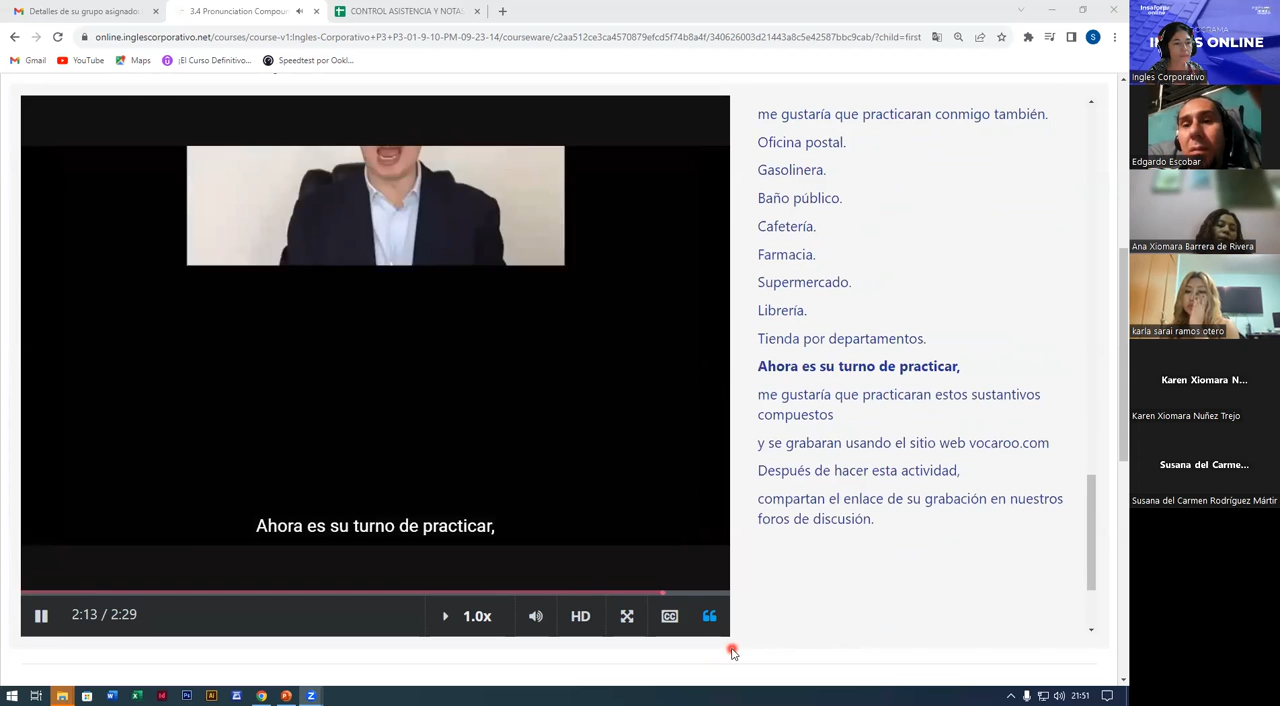 Detalles de su grupo asignado
3.4 Pronunciation Compou
CONTROL ASISTENCIA Y NOTAS
online.inglescorporativo.net/courses/course-v1:Ingles-Corporativo+P3+P3-01-9-10-PM-09-23-14/courseware/c2aa512ce3ca4570879efcd5f74b8a4f/340626003d21443a8c5e42587bbc9cab/?child=first
S
Gmail
YouTube
Maps
¡El Curso Definitivo...
Speedtest por Ookl...
me gustaría que practicaran conmigo también.
Oficina postal.
Gasolinera.
Baño público.
Cafetería.
Farmacia.
Supermercado.
Librería.
Tienda por departamentos.
Ahora es su turno de practicar,
me gustaría que practicaran estos sustantivos
compuestos
y se grabaran usando el sitio web vocaroo.com
Después de hacer esta actividad,
compartan el enlace de su grabación en nuestros
foros de discusión.
Ahora es su turno de practicar,
2:13 / 2:29
1.0x
HD
CC
online
ONLINE
Ingles Corporativo
Edgardo Escobar
Ana Xiomara Barrera de Rivera
karla sarai ramos otero
Karen Xiomara N...
Karen Xiomara Nuñez Trejo
Susana del Carme...
Susana del Carmen Rodríguez Mártir
21:51